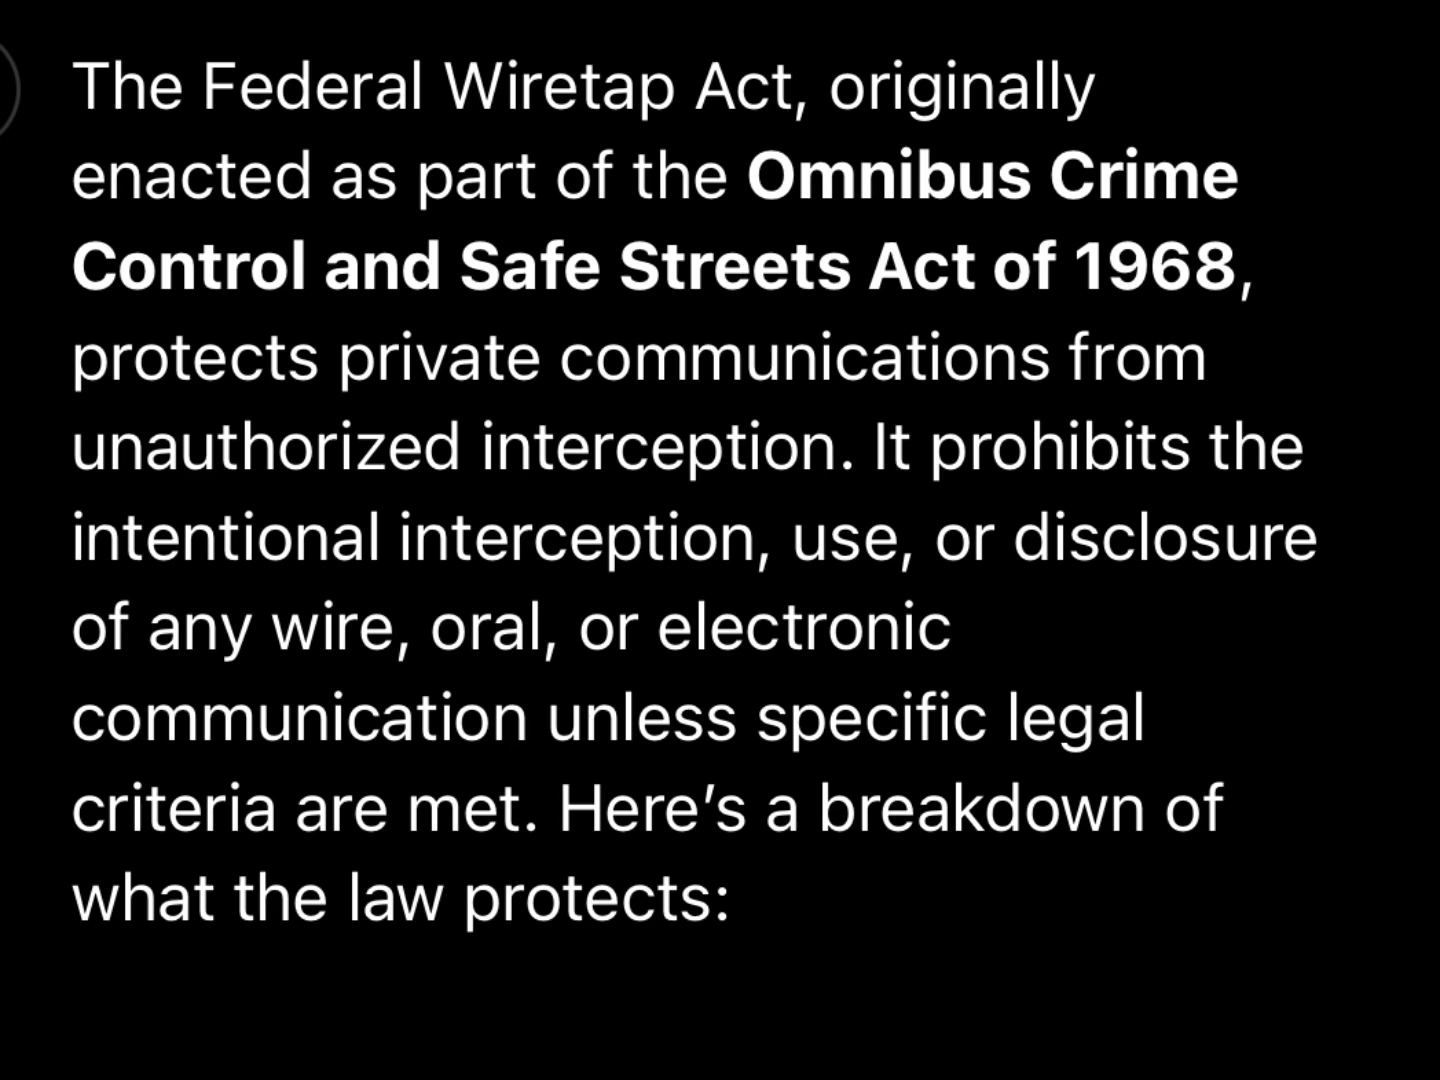 The Federal Wiretap Act, originally
enacted as part of the Omnibus Crime
Control and Safe Streets Act of 1968,
protects private communications from
unauthorized interception. It prohibits the
intentional interception, use, or disclosure
of any wire, oral, or electronic
communication unless specific legal
criteria are met. Here’s a breakdown of
what the law protects: